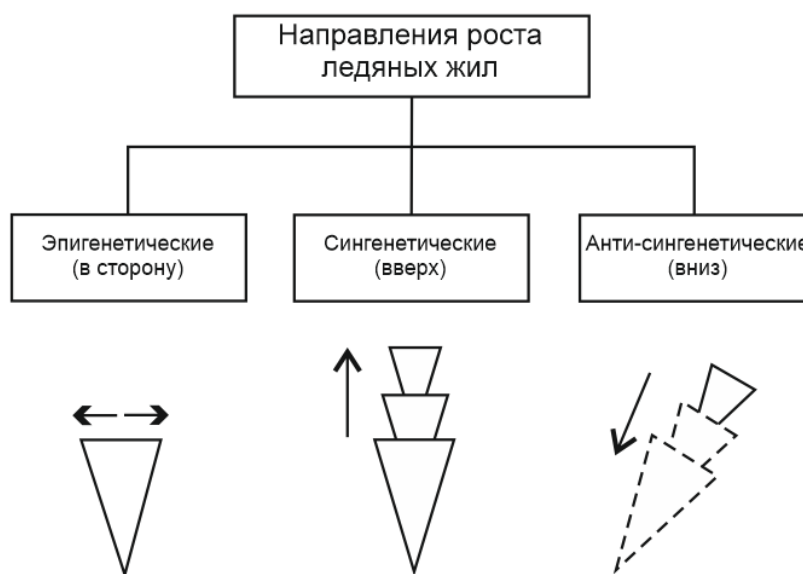 Направления роста
ледяных жил
Эпигенетические
(в сторону)
Сингенетические
(вверх)
Анти-сингенетические
(вниз)